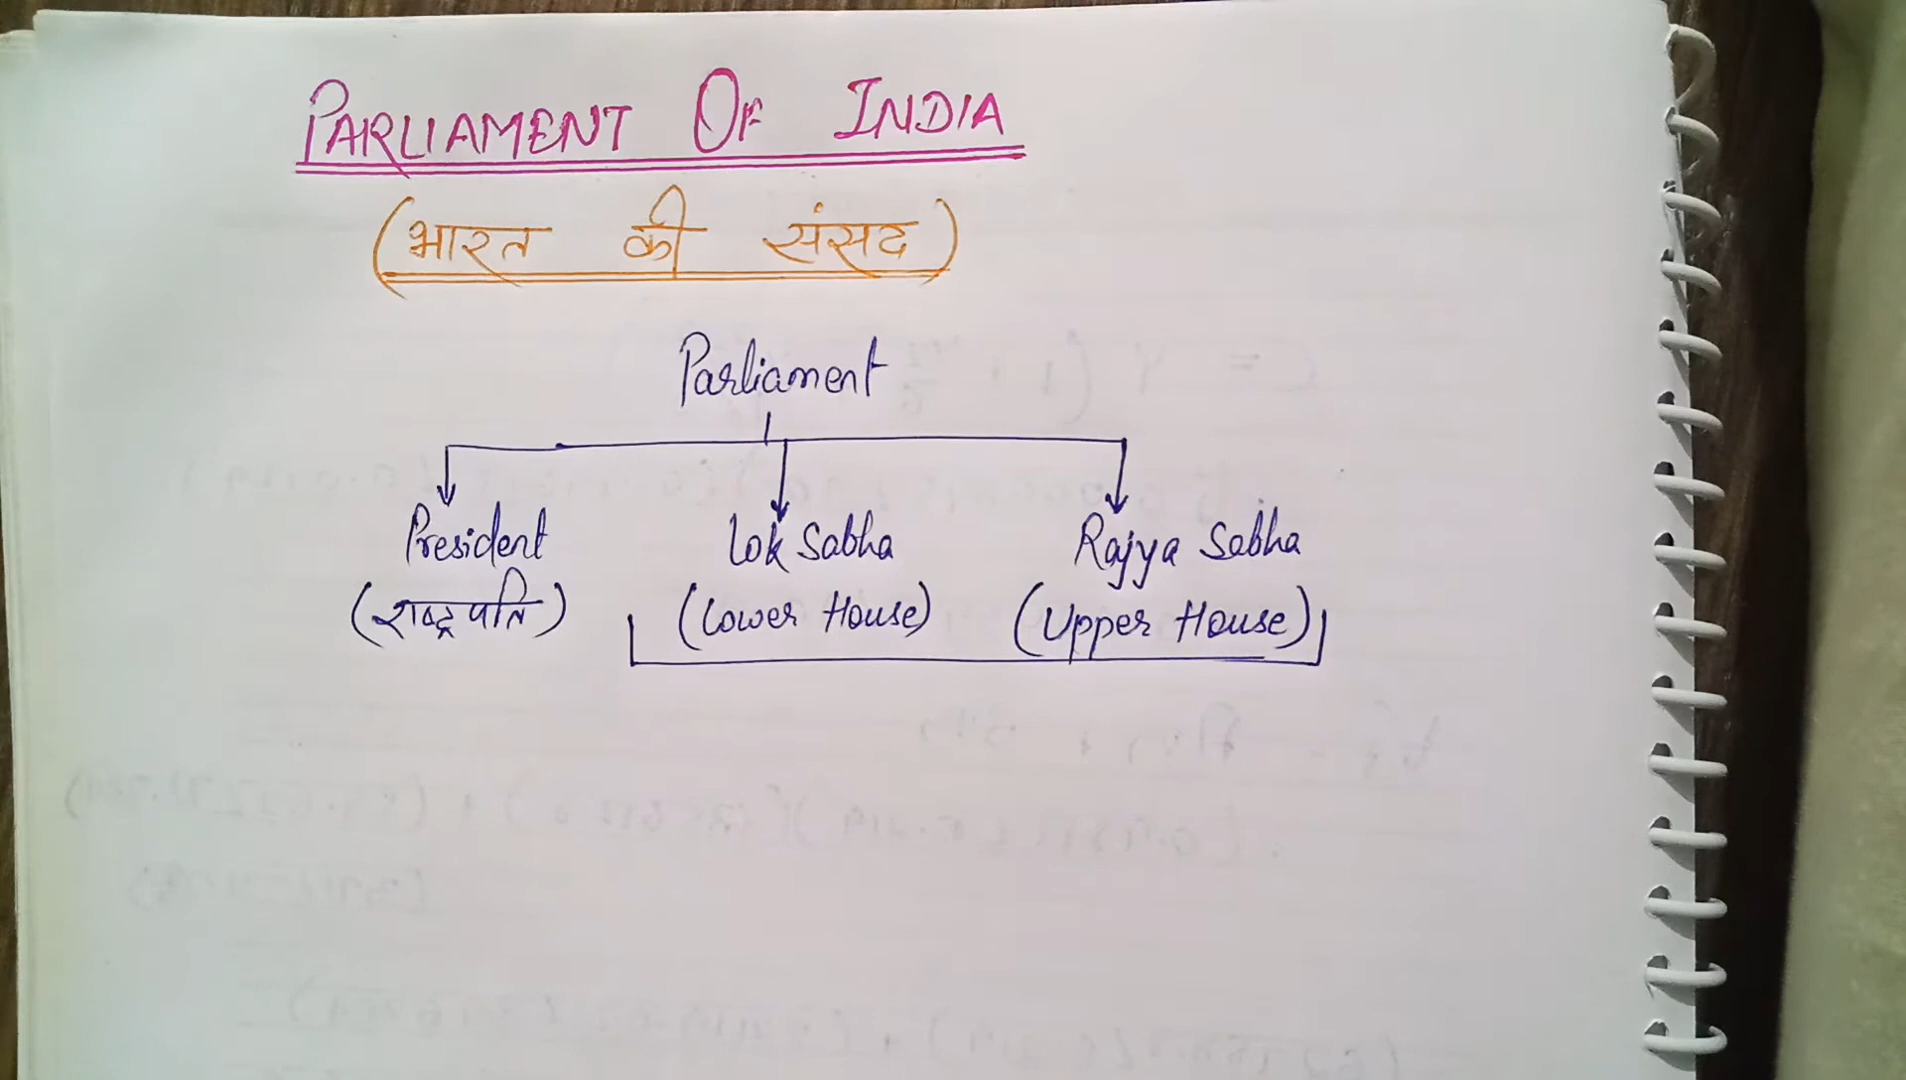 PARLIAMENT OF INDIA
(भारत की संसद)
Parliament
President Lok Sabha Rajya Sabha
(राष्ट्रपति) (Lower House) (Upper House)